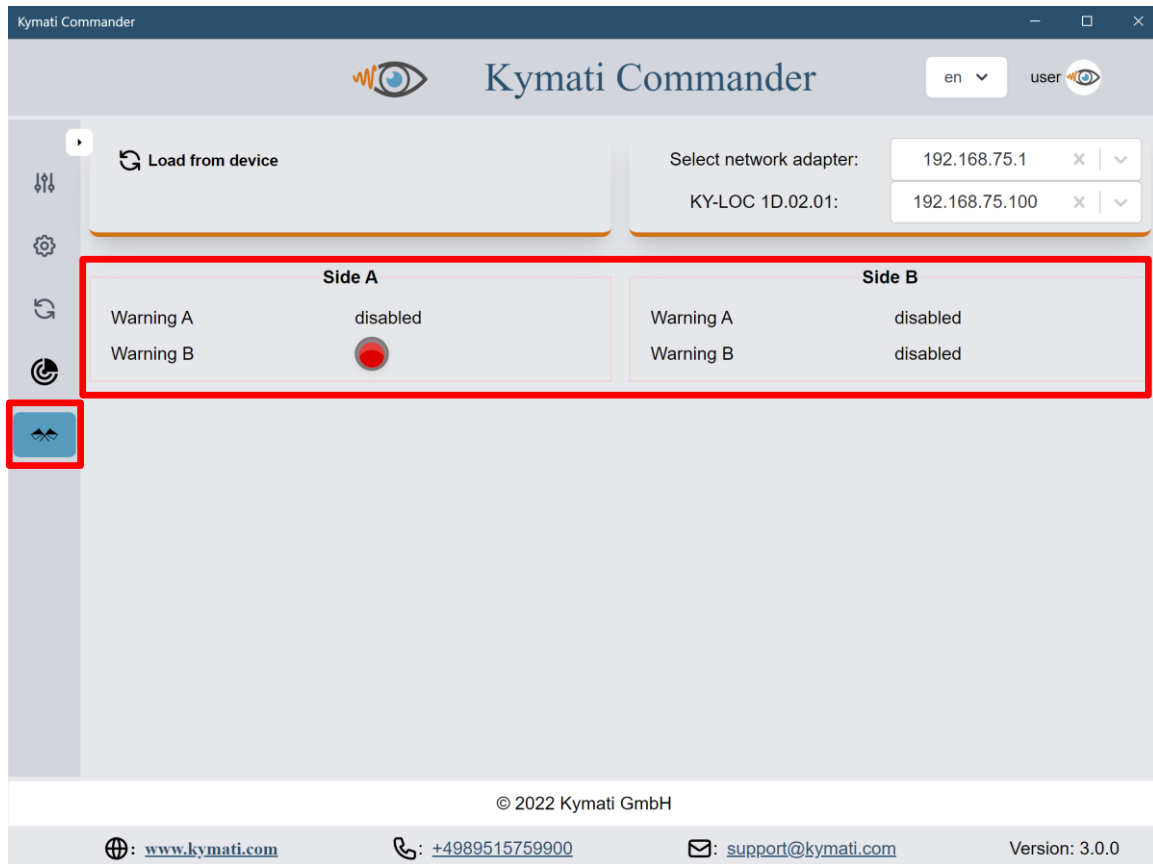 Kymati Commander
Kymati Commander
en
user
Load from device
Select network adapter:
192.168.75.1
KY-LOC 1D.02.01:
192.168.75.100
Side A
Warning A disabled
Warning B
Side B
Warning A disabled
Warning B disabled
© 2022 Kymati GmbH
: www.kymati.com
: +4989515759900
: support@kymati.com
Version: 3.0.0